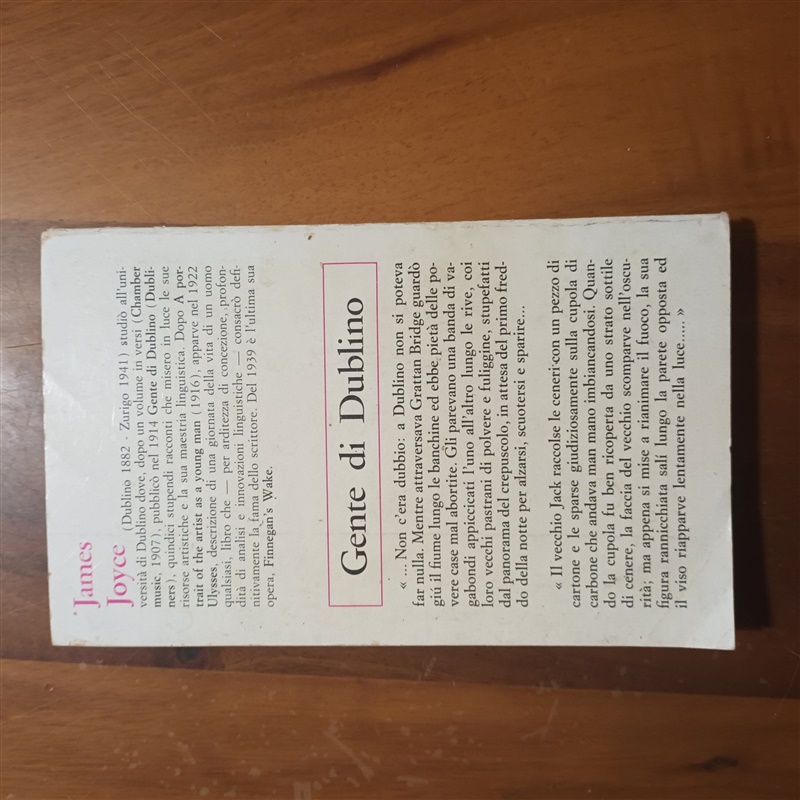 James
Joyce (Dublino 1882 - Zurigo 1941) studiò all'uni-
versità di Dublino dove, dopo un volume in versi (Chamber
music, 1907), pubblicò nel 1914 Gente di Dublino (Dubli-
ners), quindici stupendi racconti che misero in luce le sue
risorse artistiche e la sua maestria linguistica. Dopo A por-
trait of the artist as a young man (1916), apparve nel 1922
Ulysses, descrizione di una giornata della vita di un uomo
qualsiasi, libro che — per arditezza di concezione, profon-
dità di analisi e innovazioni linguistiche — consacrò defi-
nitivamente la fama dello scrittore. Del 1939 è l'ultima sua
opera, Finnegan's Wake.
Gente di Dublino
« ... Non c'era dubbio: a Dublino non si poteva
far nulla. Mentre attraversava Grattan Bridge guardò
giú il fiume lungo le banchine ed ebbe pietà delle po-
vere case mal abortite. Gli parevano una banda di va-
gabondi appiccicati l'uno all'altro lungo le rive, coi
loro vecchi pastrani di polvere e fuliggine, stupefatti
dal panorama del crepuscolo, in attesa del primo fred-
do della notte per alzarsi, scuotersi e sparire...
« Il vecchio Jack raccolse le ceneri con un pezzo di
cartone e le sparse giudiziosamente sulla cupola di
carbone che andava man mano imbiancandosi. Quan-
do la cupola fu ben ricoperta da uno strato sottile
di cenere, la faccia del vecchio scomparve nell'oscu-
rità; ma appena si mise a rianimare il fuoco, la sua
figura rannicchiata salí lungo la parete opposta ed
il viso riapparve lentamente nella luce..... »